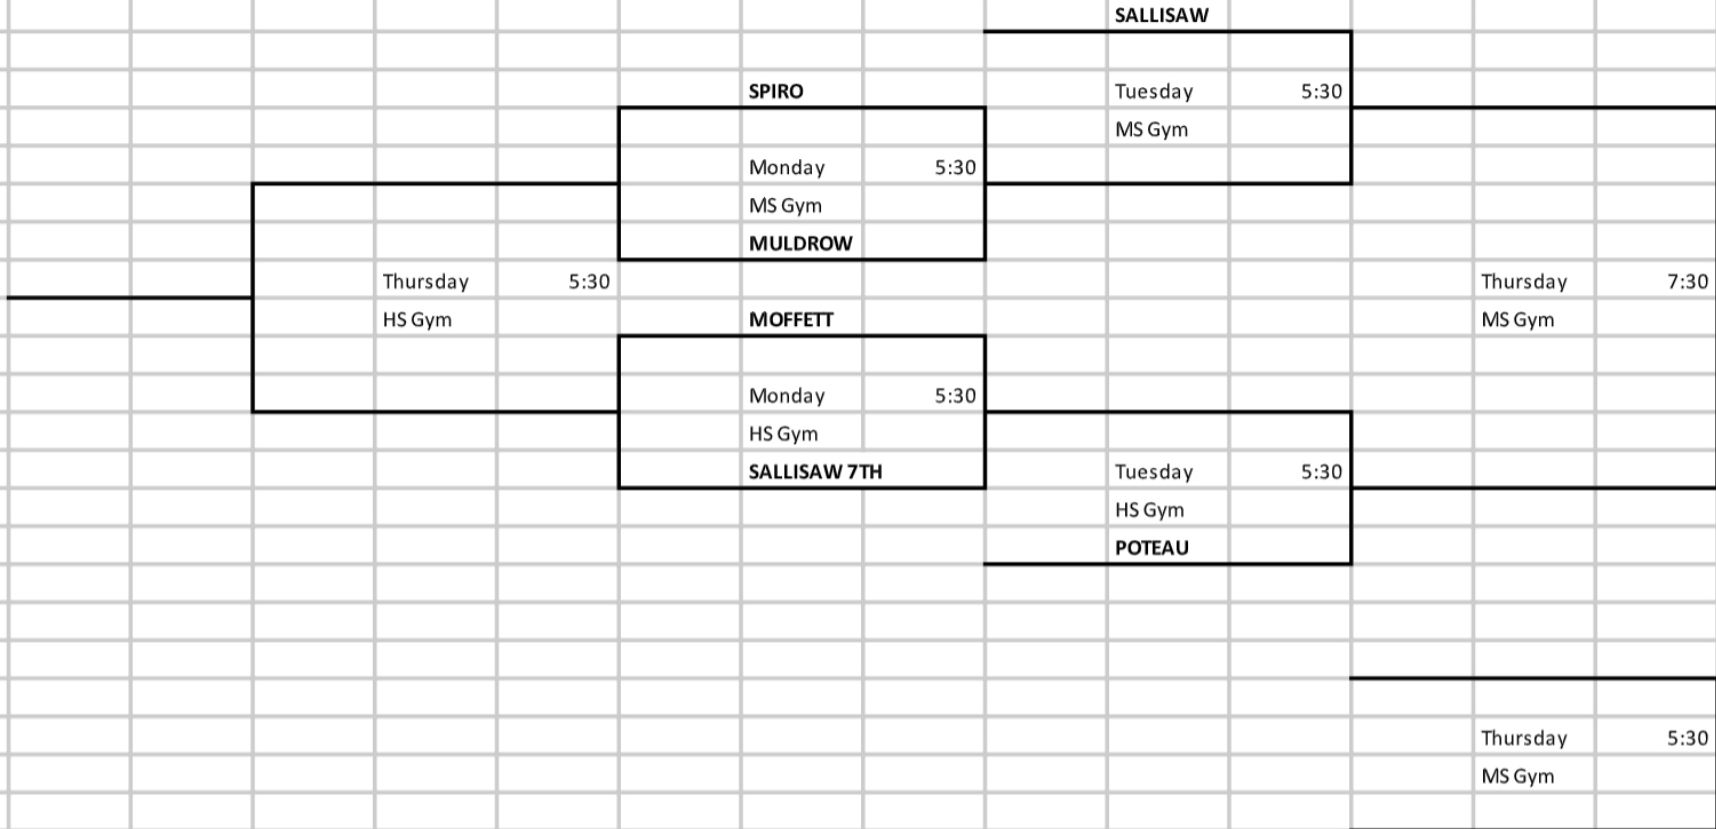 SALLISAW
SPIRO Tuesday 5:30
MS Gym
Monday 5:30
MS Gym
MULDROW
Thursday 5:30 Thursday 7:30
HS Gym MOFFETT MS Gym
Monday 5:30
HS Gym
SALLISAW 7TH Tuesday 5:30
HS Gym
POTEAU
Thursday 5:30
MS Gym